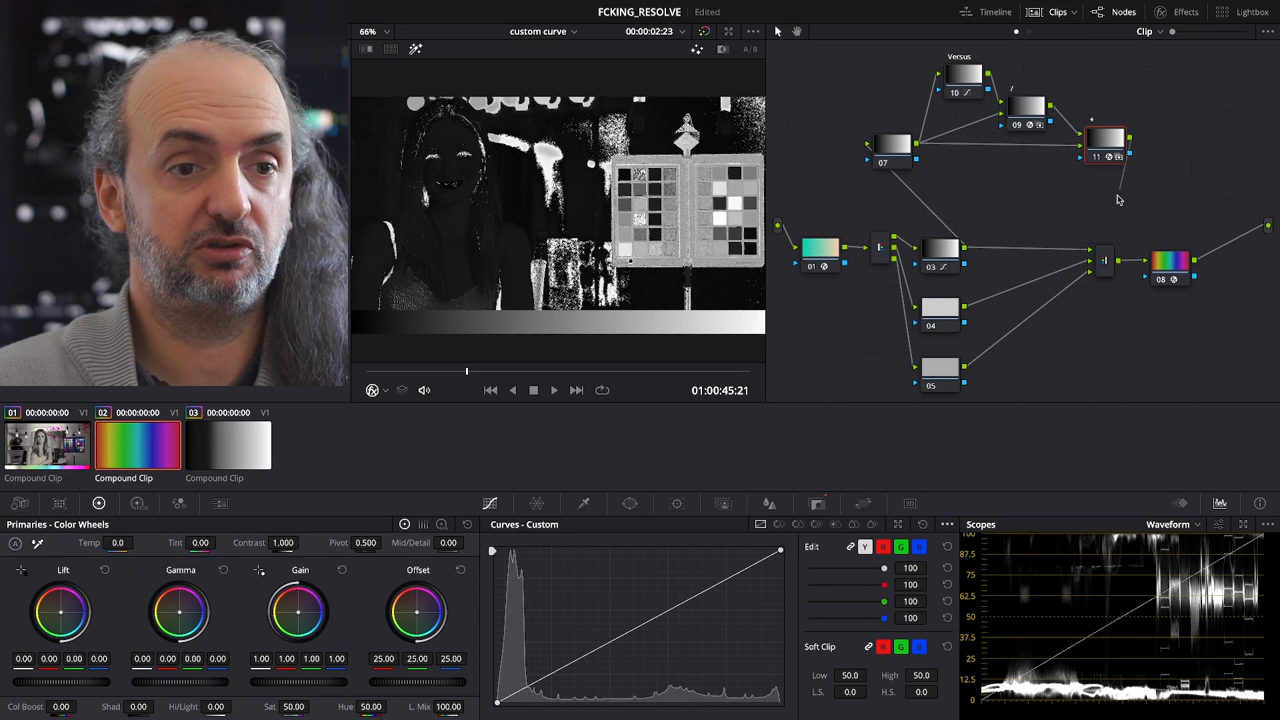 FCKING_RESOLVE Edited
Timeline Clips Nodes Effects Lightbox
66% custom curve 00:00:02:23
Clip
A/B
Versus
10
/
09
*
11
07
01
03
08
04
05
01:00:45:21
01 00:00:00:00 V1
02 00:00:00:00 V1
03 00:00:00:00 V1
Compound Clip
Compound Clip
Compound Clip
Primaries - Color Wheels
Curves - Custom
Scopes
Waveform
A Temp 0.0 Tint 0.00 Contrast 1.000 Pivot 0.500 Mid/Detail 0.00
Lift Gamma Gain Offset
0.00 0.00 0.00 0.00
0.00 0.00 0.00 0.00
1.00 1.00 1.00 1.00
25.00 25.00 25.00
Col Boost 0.00 Shad 0.00 Hi/Light 0.00 Sat 50.00 Hue 50.00 L. Mix 100.00
Edit Y R G B
100
100
100
100
Soft Clip R G B
Low 50.0 High 50.0
L.S. 0.0 H.S. 0.0
100
87.5
75
62.5
50
37.5
25
12.5
0